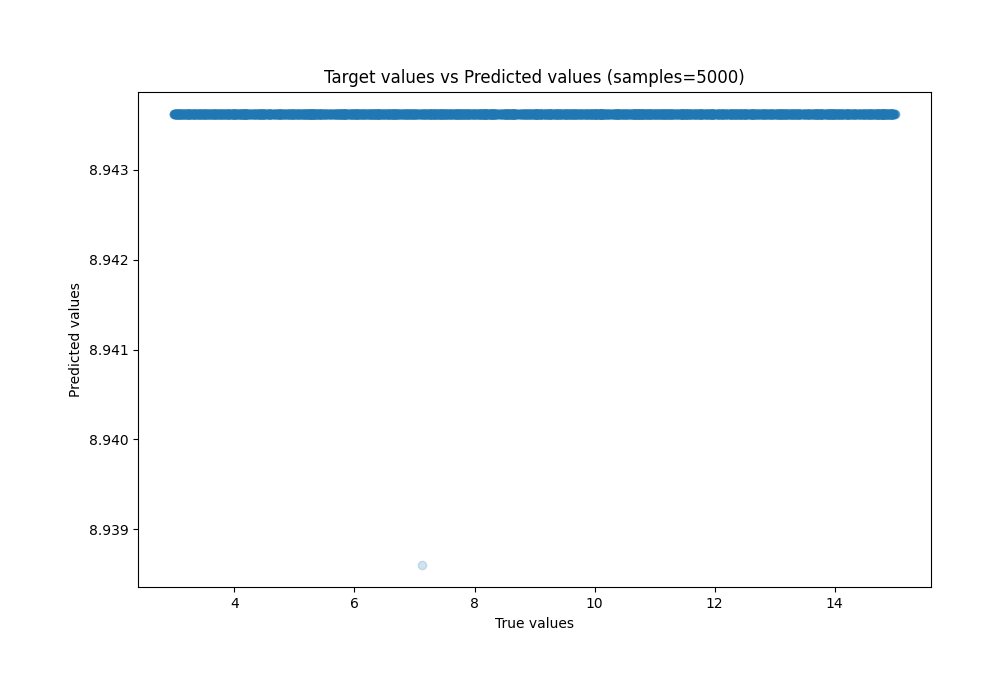 Target values vs Predicted values (samples=5000)
8.943
8.942
8.941
8.940
8.939
Predicted values
4 6 8 10 12 14
True values